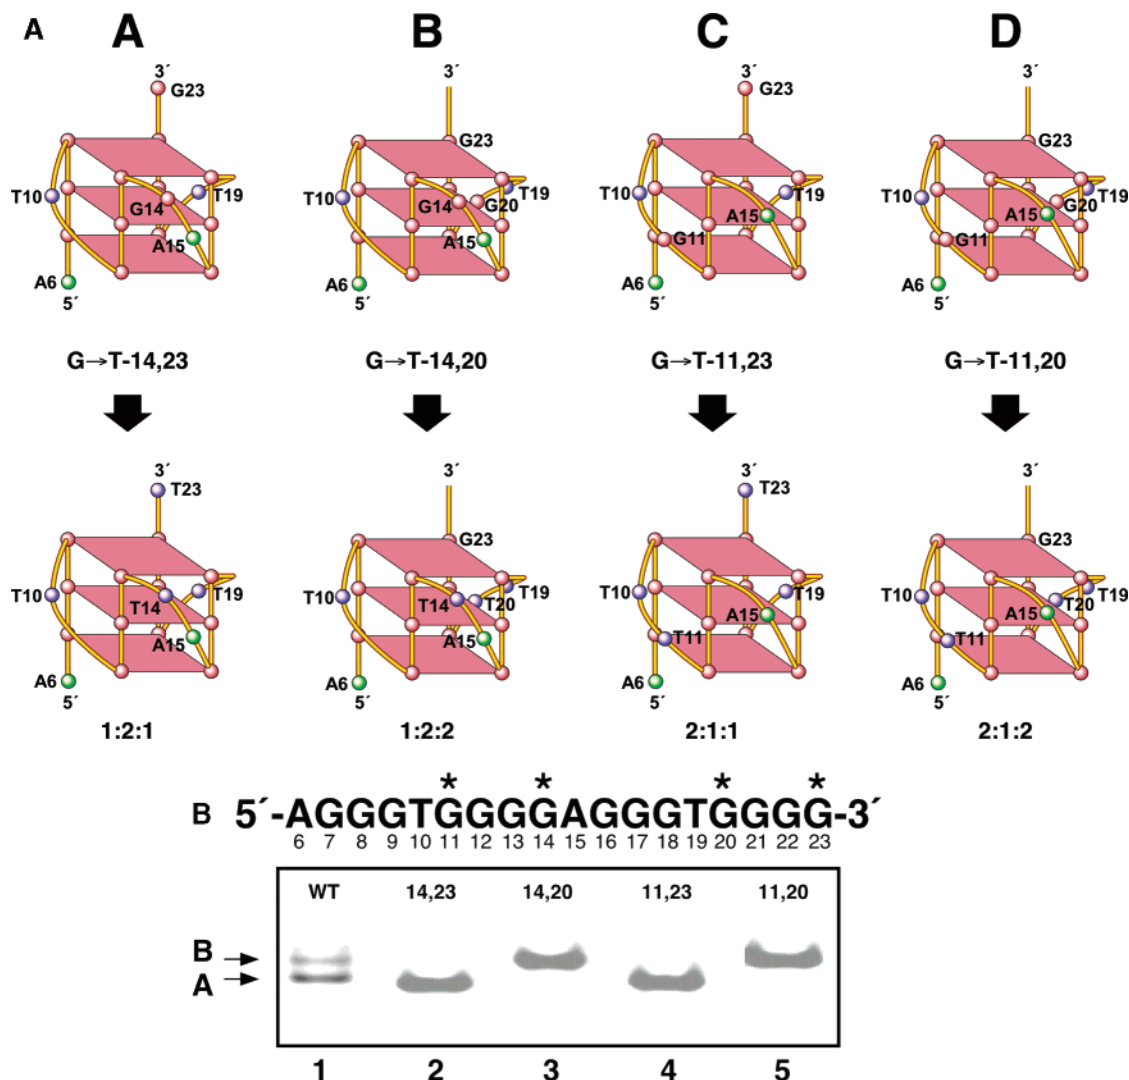 A
A B C D
3´ 3´ 3´ 3´
G23 G23
G23 G23
T10 T19 T10 T19 T10 T19 T10 T19
G14 G14 G20 A15 A15 G20
A15 A15 G11 G11
A6 A6 A6 A6
5´ 5´ 5´ 5´
G→T-14,23 G→T-14,20 G→T-11,23 G→T-11,20
3´ 3´ 3´ 3´
T23 T23
G23 G23
T10 T19 T10 T19 T10 T19 T10 T19
T14 T14 T20 A15 A15 T20
A15 A15 T11 T11
A6 A6 A6 A6
5´ 5´ 5´ 5´
1:2:1 1:2:2 2:1:1 2:1:2
* * * *
B 5´-AGGGTGGGGAGGGTGGGG-3´
6 7 8 9 10 11 12 13 14 15 16 17 18 19 20 21 22 23
WT 14,23 14,20 11,23 11,20
B
A
1 2 3 4 5